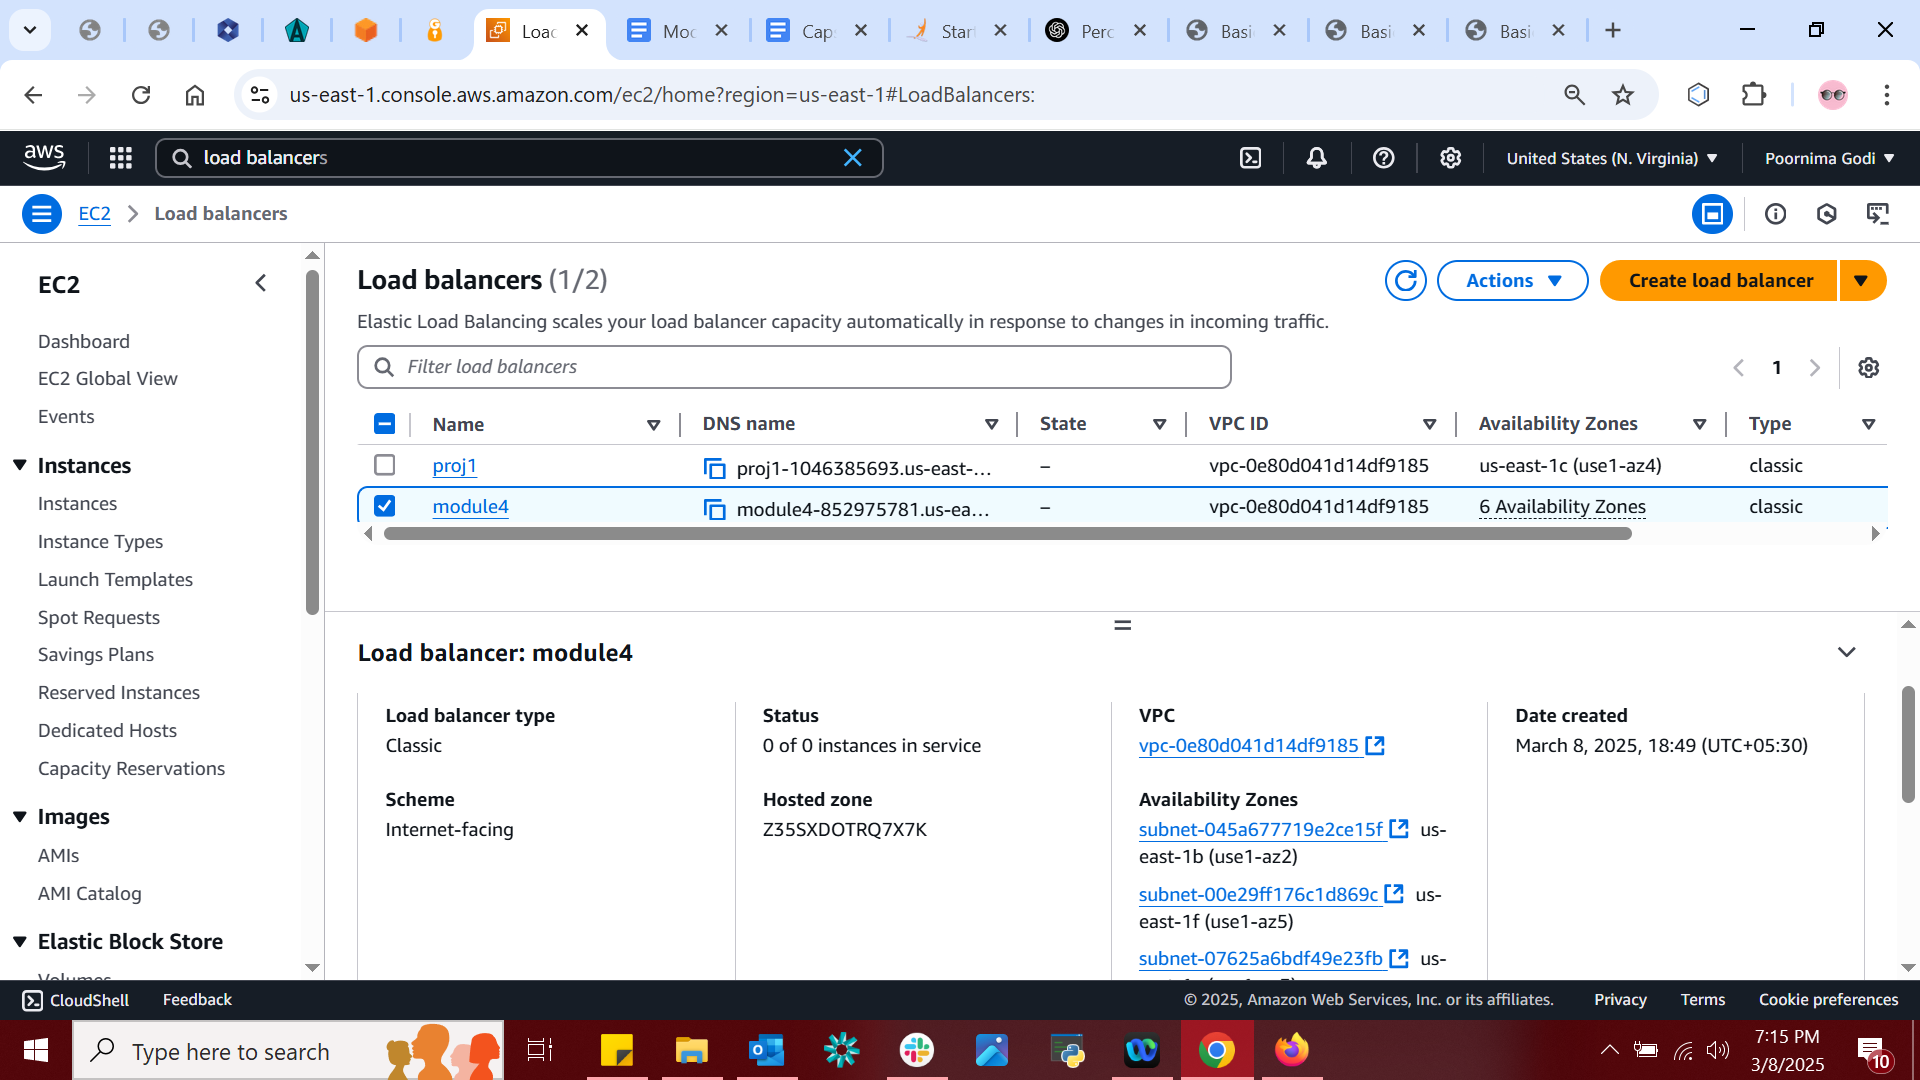 Loac
Moc
Cap
Star
Perc
Basi
Basi
Basi
us-east-1.console.aws.amazon.com/ec2/home?region=us-east-1#LoadBalancers:
aws
load balancers
United States (N. Virginia)
Poornima Godi
EC2
Load balancers
EC2
Dashboard
EC2 Global View
Events
Instances
Instances
Instance Types
Launch Templates
Spot Requests
Savings Plans
Reserved Instances
Dedicated Hosts
Capacity Reservations
Images
AMIs
AMI Catalog
Elastic Block Store
Volumes
Load balancers (1/2)
Actions
Create load balancer
Elastic Load Balancing scales your load balancer capacity automatically in response to changes in incoming traffic.
Filter load balancers
1
Name DNS name State VPC ID Availability Zones Type
proj1 proj1-1046385693.us-east-... – vpc-0e80d041d14df9185 us-east-1c (use1-az4) classic
module4 module4-852975781.us-ea... – vpc-0e80d041d14df9185 6 Availability Zones classic
Load balancer: module4
Load balancer type
Classic
Scheme
Internet-facing
Status
0 of 0 instances in service
Hosted zone
Z35SXDOTRQ7X7K
VPC
vpc-0e80d041d14df9185
Availability Zones
subnet-045a677719e2ce15f us-
east-1b (use1-az2)
subnet-00e29ff176c1d869c us-
east-1f (use1-az5)
subnet-07625a6bdf49e23fb us-
Date created
March 8, 2025, 18:49 (UTC+05:30)
CloudShell
Feedback
© 2025, Amazon Web Services, Inc. or its affiliates.
Privacy
Terms
Cookie preferences
Type here to search
7:15 PM
3/8/2025
10